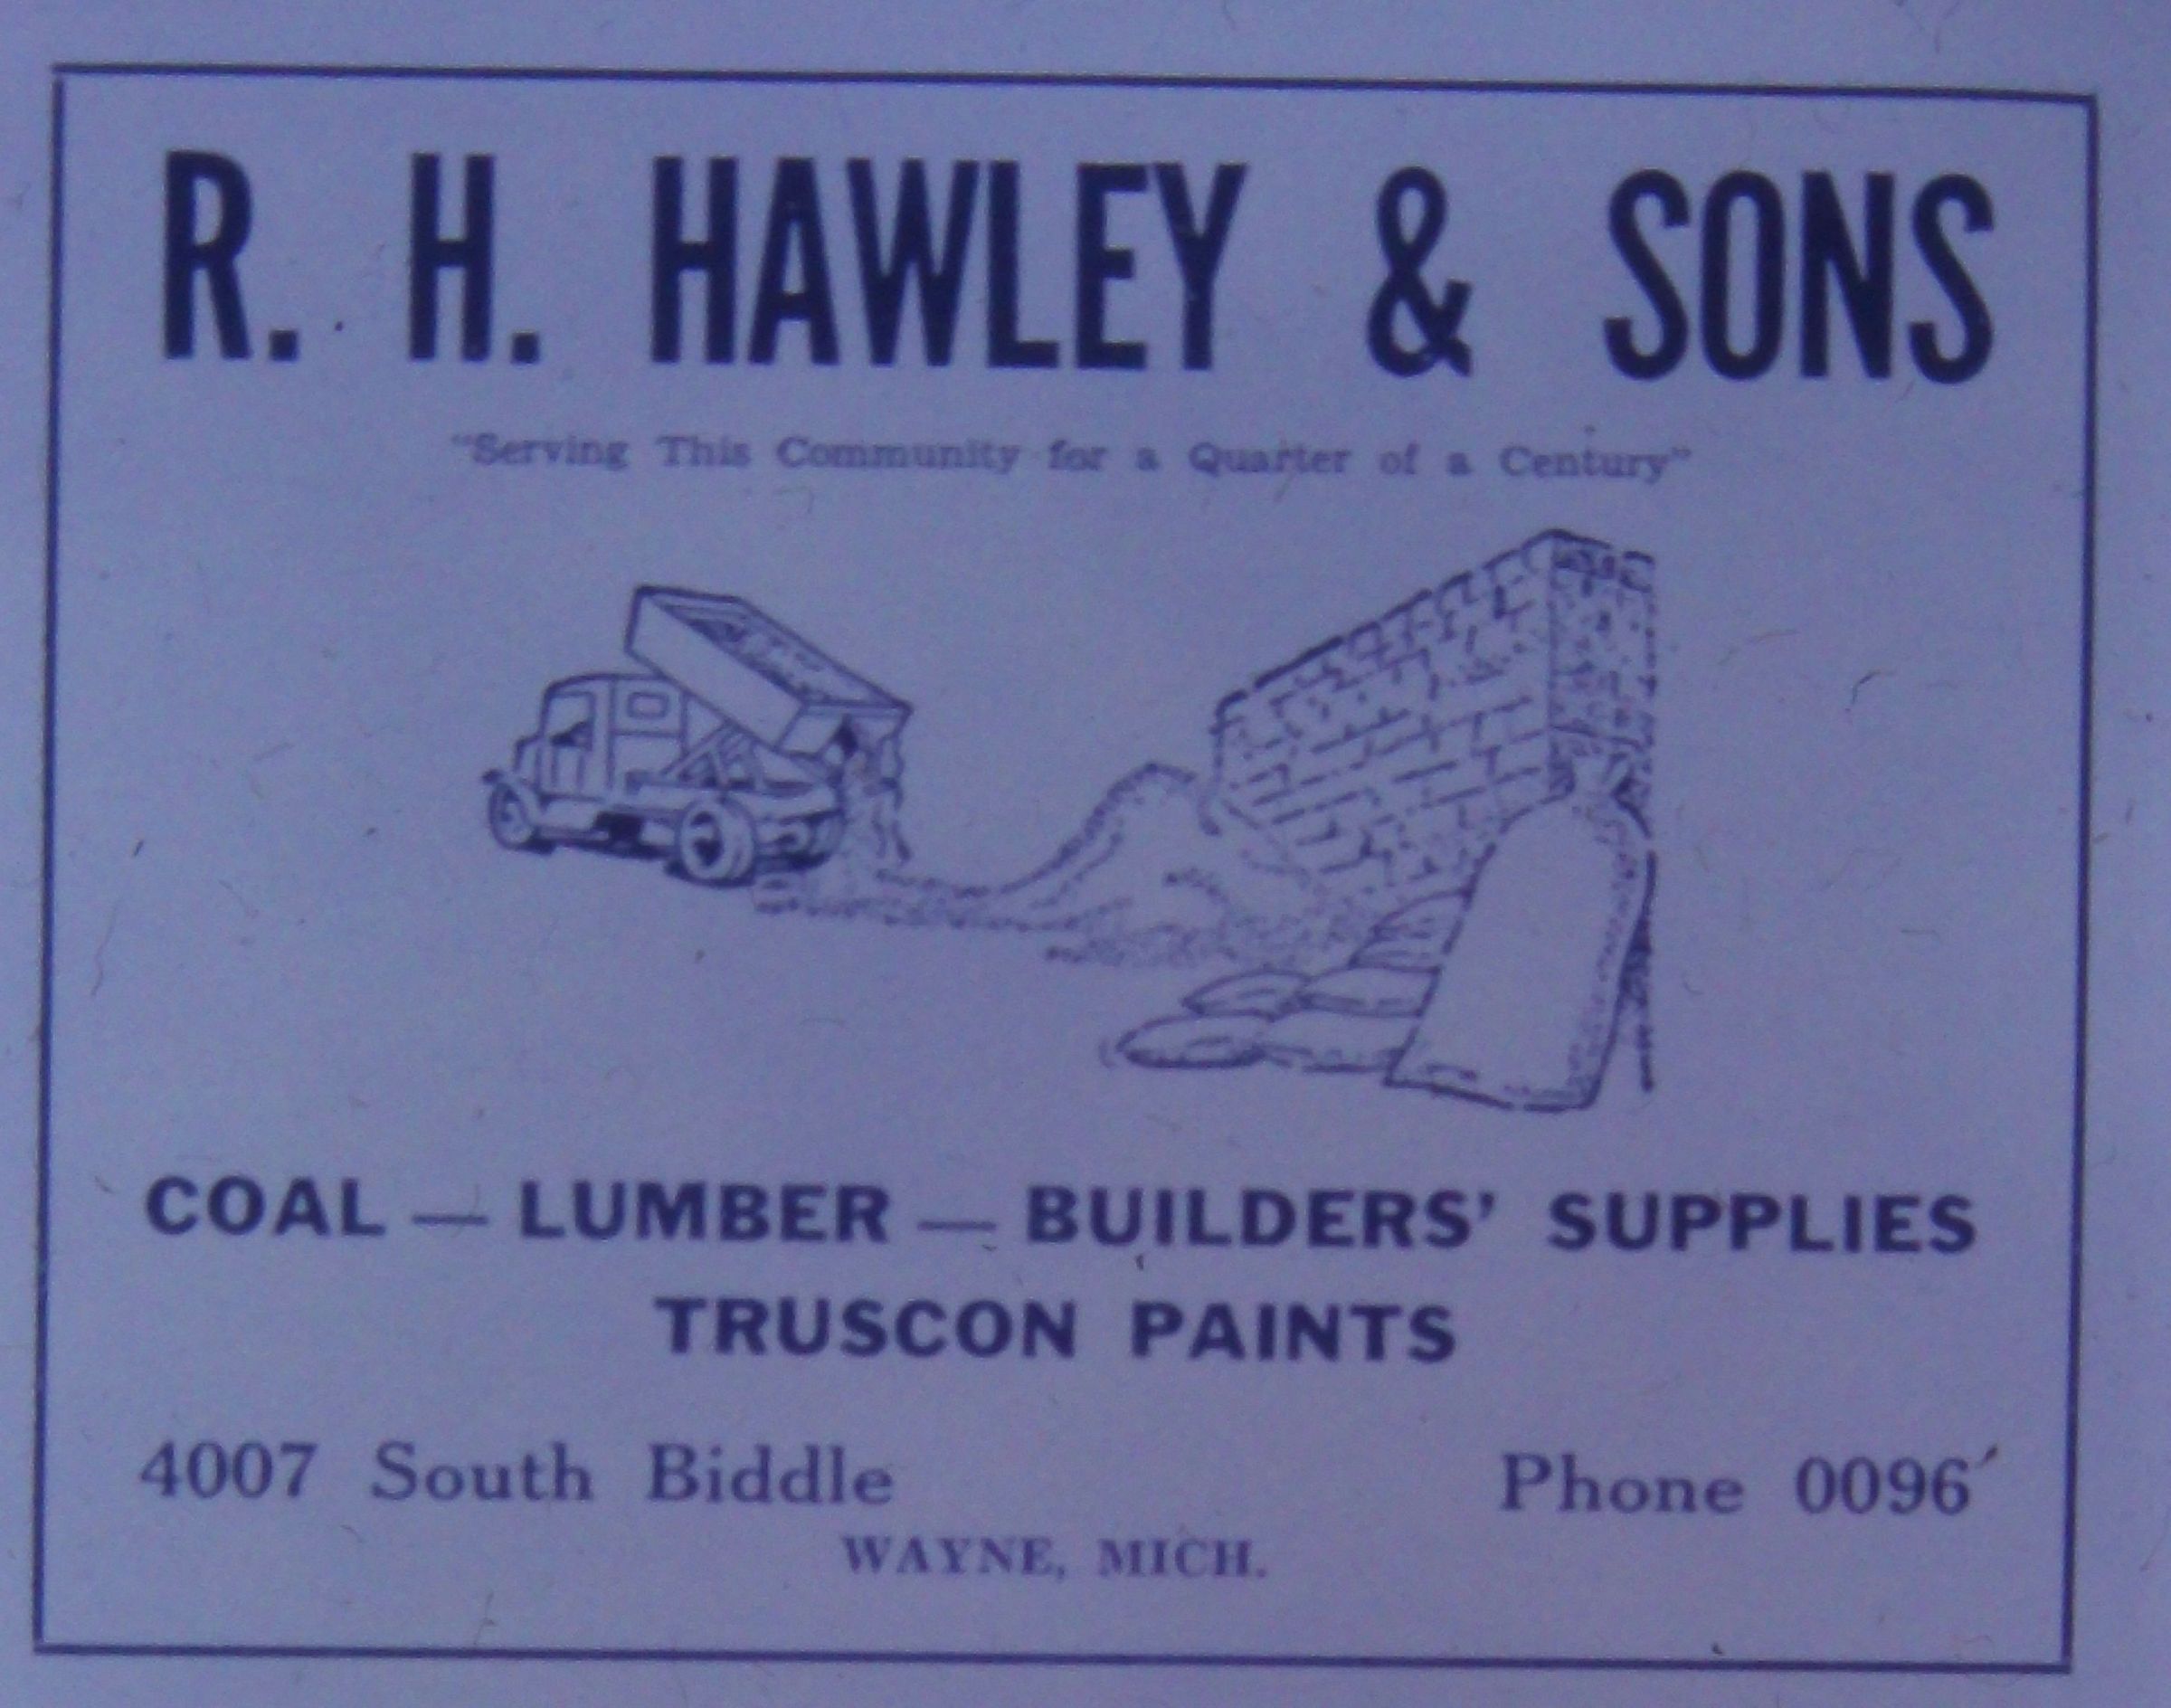 R. H. HAWLEY & SONS
"Serving This Community for a Quarter of a Century"
COAL — LUMBER — BUILDERS' SUPPLIES
TRUSCON PAINTS
4007 South Biddle Phone 0096
WAYNE, MICH.